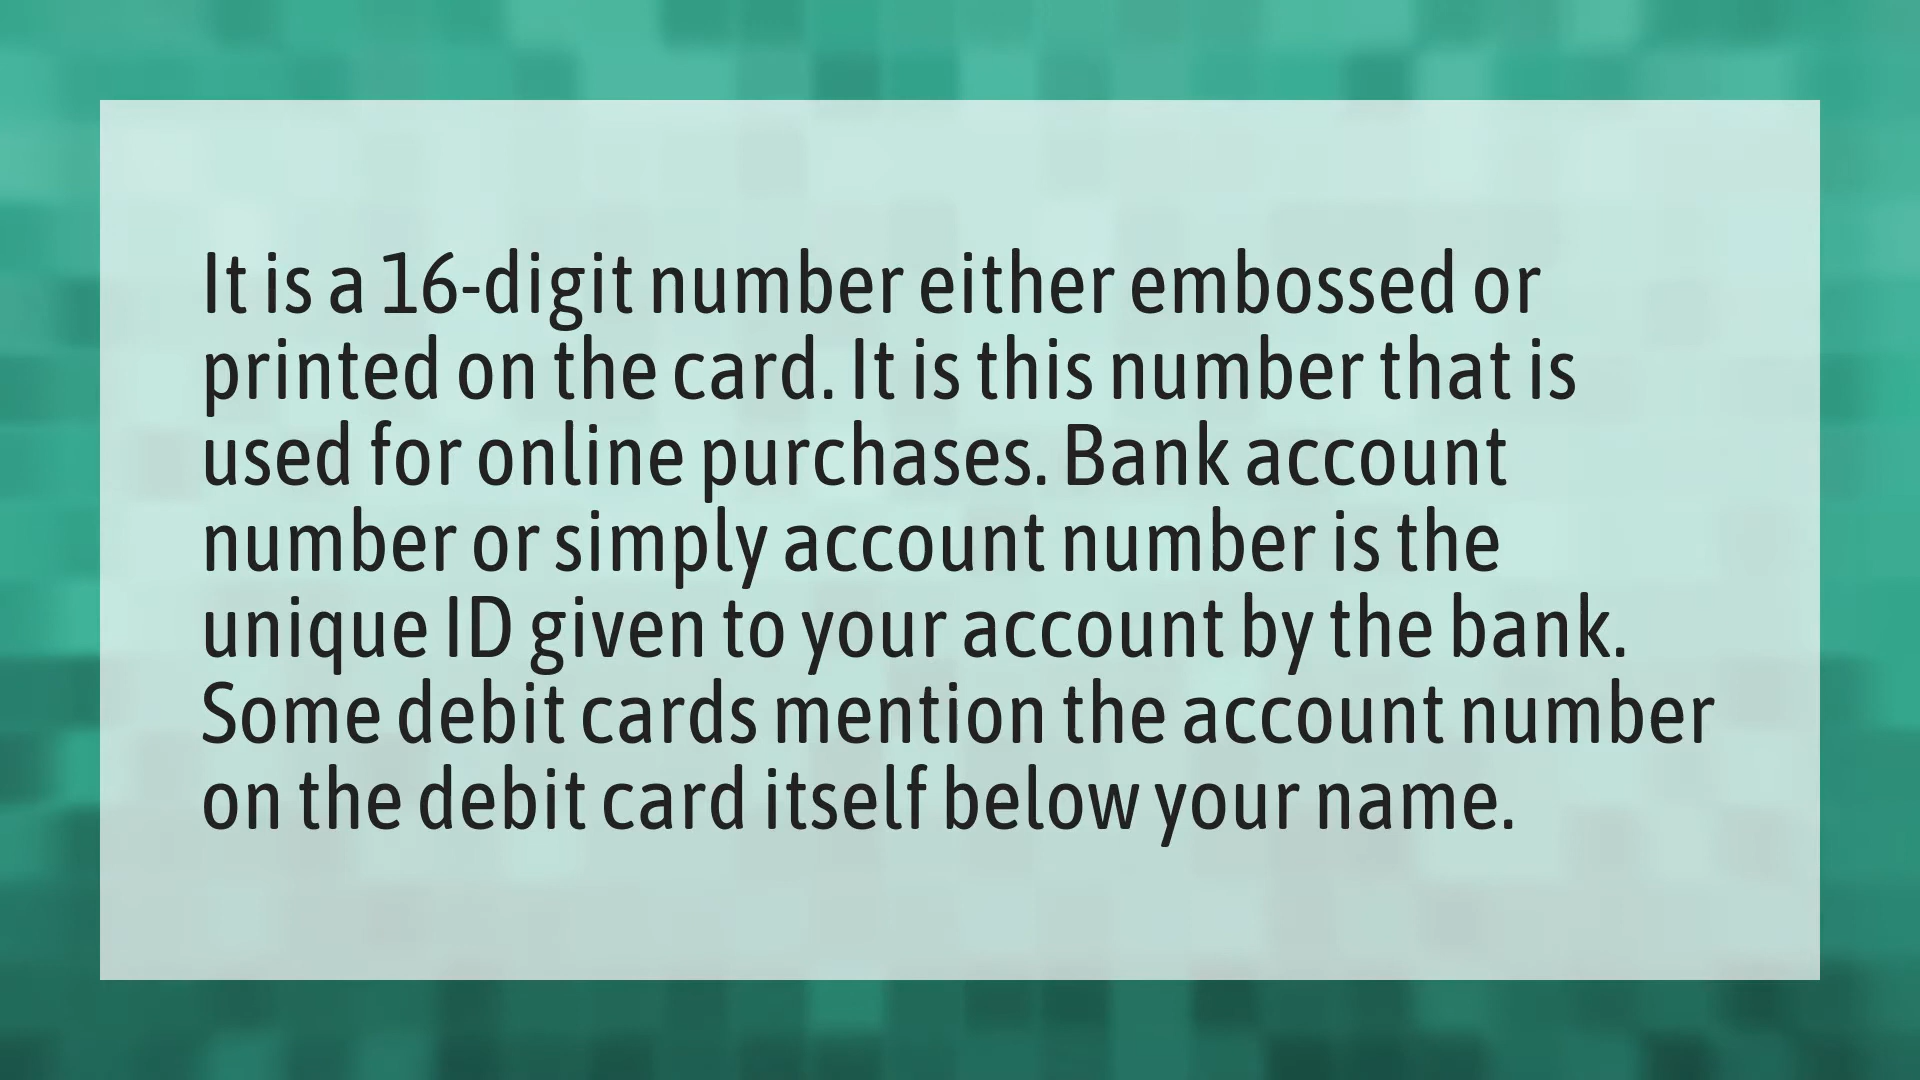 It is a 16-digit number either embossed or
printed on the card. It is this number that is
used for online purchases. Bank account
number or simply account number is the
unique ID given to your account by the bank.
Some debit cards mention the account number
on the debit card itself below your name.